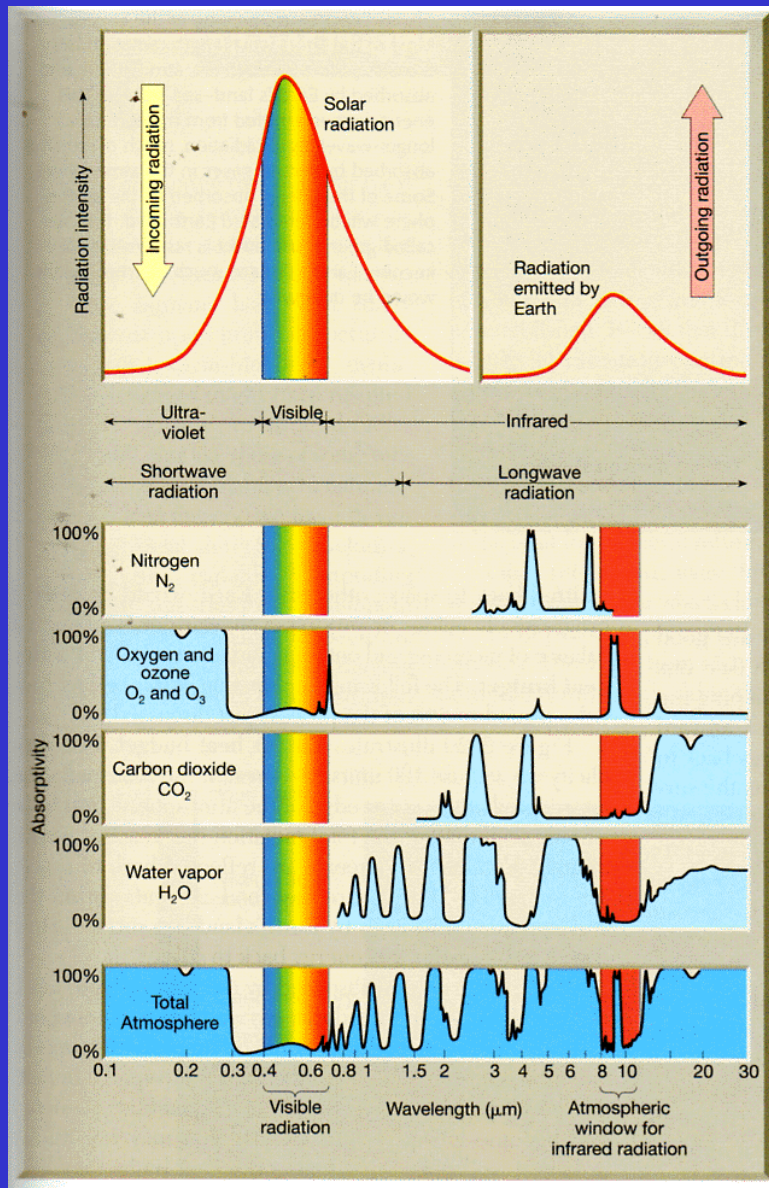 Radiation intensity
Incoming radiation
Solar
radiation
Radiation
emitted by
Earth
Outgoing radiation
Ultra-
violet
Visible
Infrared
Shortwave
radiation
Longwave
radiation
Absorptivity
100%
Nitrogen
N2
0%
100%
Oxygen and
ozone
O2 and O3
0%
100%
Carbon dioxide
CO2
0%
100%
Water vapor
H2O
0%
100%
Total
Atmosphere
0%
0.1 0.2 0.3 0.4 0.6 0.8 1 1.5 2 3 4 5 6 8 10 20 30
Visible
radiation
Wavelength (μm)
Atmospheric
window for
infrared radiation